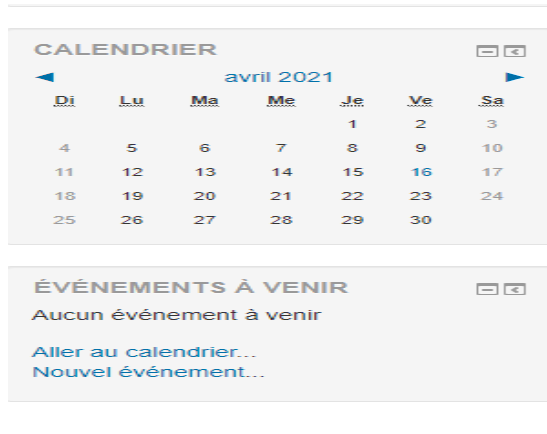 CALENDRIER
◄ avril 2021 ►
Di Lu Ma Me Je Ve Sa
1 2 3
4 5 6 7 8 9 10
11 12 13 14 15 16 17
18 19 20 21 22 23 24
25 26 27 28 29 30
ÉVÉNEMENTS À VENIR
Aucun événement à venir
Aller au calendrier...
Nouvel événement...